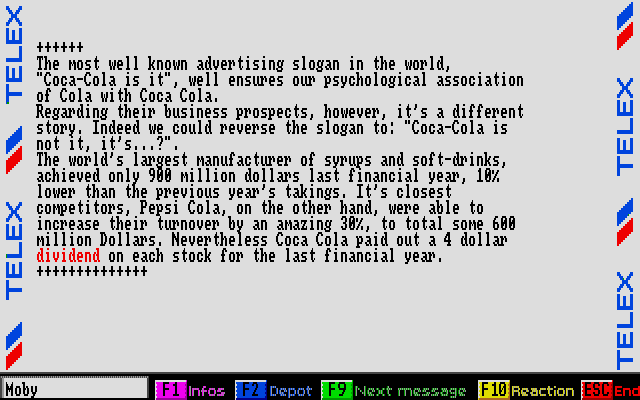 TELEX
TELEX
TELEX
TELEX
++++++
The most well known advertising slogan in the world,
"Coca-Cola is it", well ensures our psychological association
of Cola with Coca Cola.
Regarding their business prospects, however, it's a different
story. Indeed we could reverse the slogan to: "Coca-Cola is
not it, it's...?".
The world's largest manufacturer of syrups and soft-drinks,
achieved only 900 million dollars last financial year, 10%
lower than the previous year's takings. It's closest
competitors, Pepsi Cola, on the other hand, were able to
increase their turnover by an amazing 30%, to total some 600
million Dollars. Nevertheless Coca Cola paid out a 4 dollar
dividend on each stock for the last financial year.
++++++++++++++
Moby F1 Infos F2 Depot F9 Next message F10 Reaction ESC End